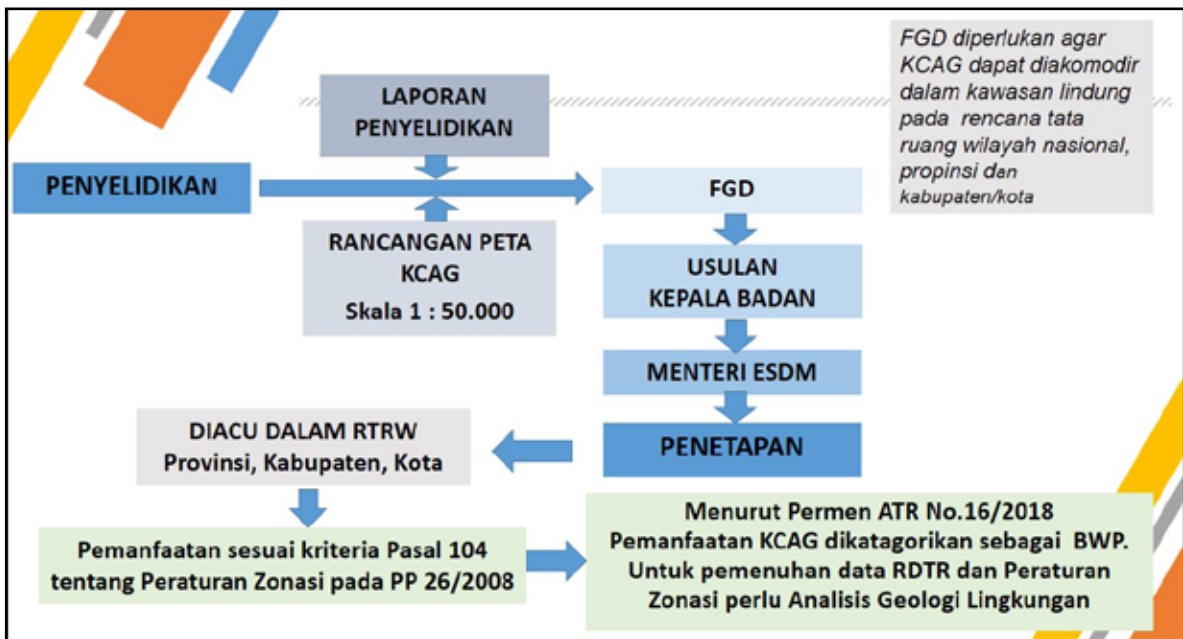 FGD diperlukan agar
KCAG dapat diakomodir
dalam kawasan lindung
pada rencana tata
ruang wilayah nasional,
propinsi dan
kabupaten/kota
LAPORAN
PENYELIDIKAN
PENYELIDIKAN
FGD
RANCANGAN PETA
KCAG
Skala 1 : 50.000
USULAN
KEPALA BADAN
MENTERI ESDM
PENETAPAN
DIACU DALAM RTRW
Provinsi, Kabupaten, Kota
Pemanfaatan sesuai kriteria Pasal 104
tentang Peraturan Zonasi pada PP 26/2008
Menurut Permen ATR No.16/2018
Pemanfaatan KCAG dikatagorikan sebagai BWP.
Untuk pemenuhan data RDTR dan Peraturan
Zonasi perlu Analisis Geologi Lingkungan